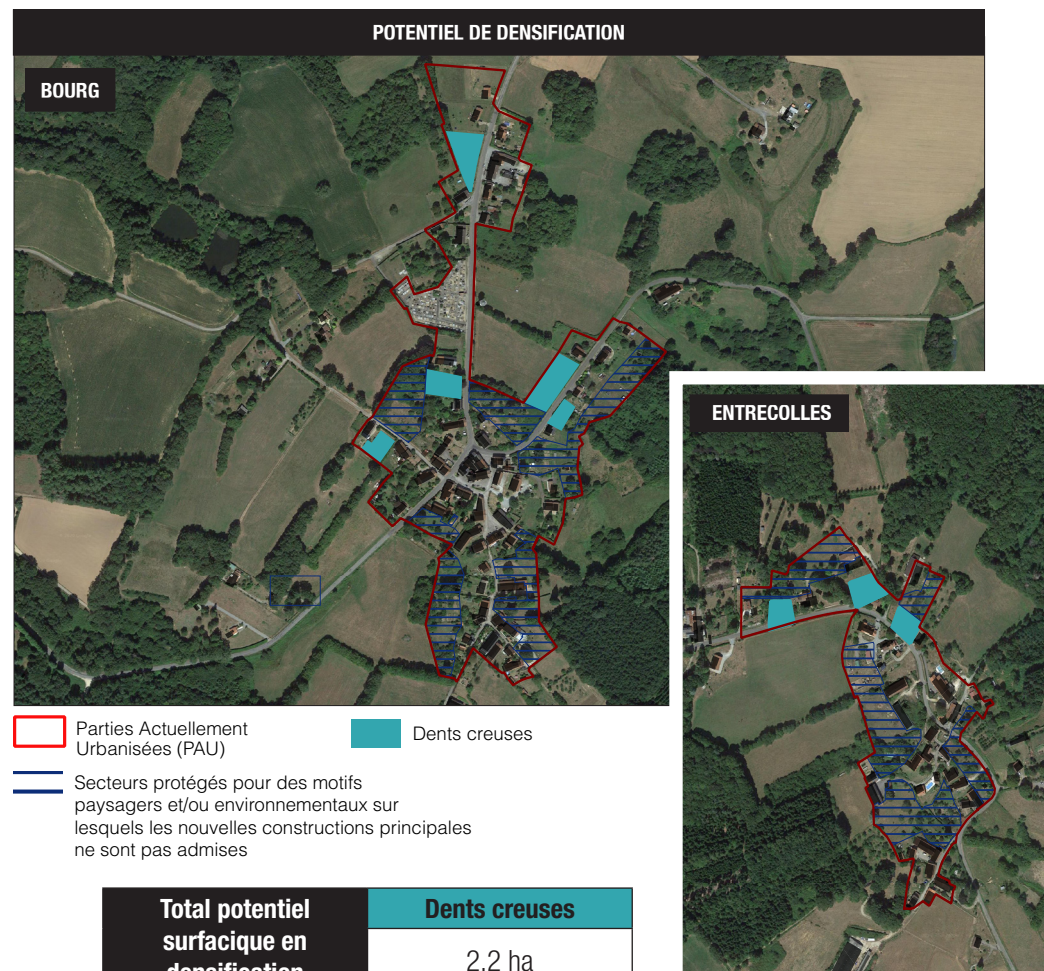 POTENTIEL DE DENSIFICATION
BOURG
ENTRECOLLES
Parties Actuellement
Urbanisées (PAU)
Dents creuses
Secteurs protégés pour des motifs
paysagers et/ou environnementaux sur
lesquels les nouvelles constructions principales
ne sont pas admises
Total potentiel
surfacique en
densification
Dents creuses
2.2 ha